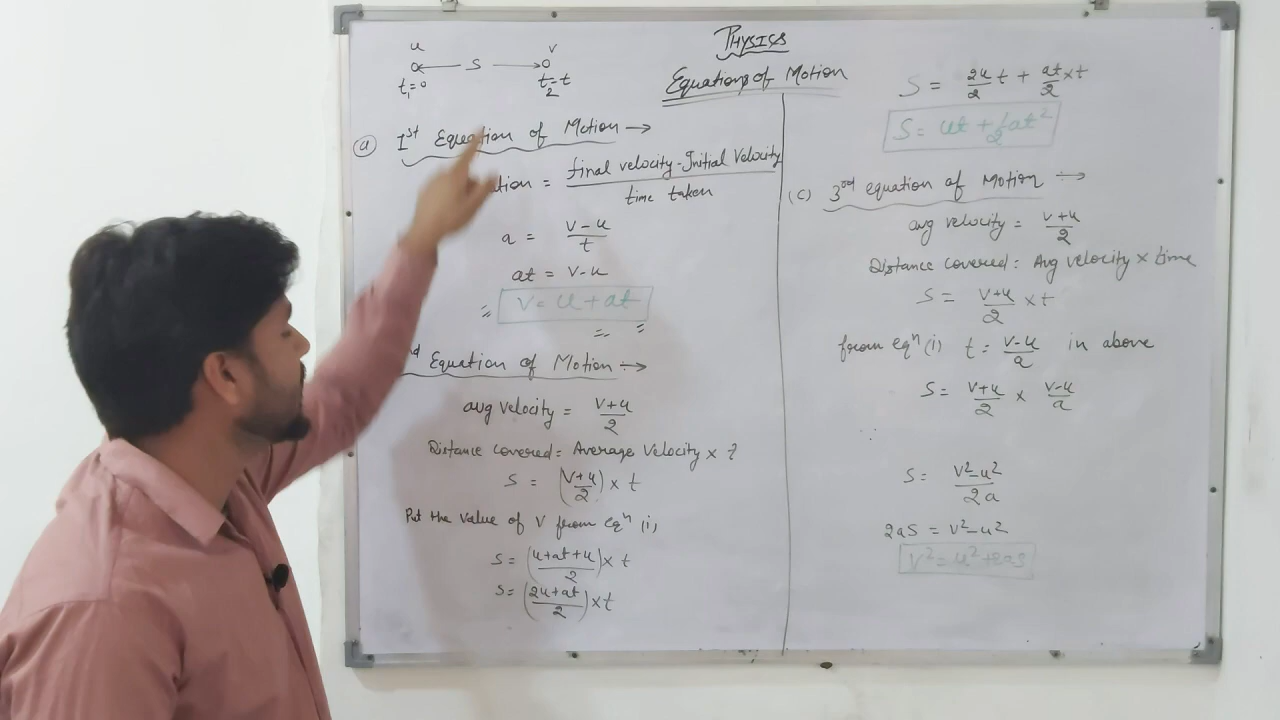 PHYSICS
Equations of Motion
u S v
t₁=0 t₂=t
(a) Iˢᵗ Equation of Motion →
= final velocity - Initial Velocity / time taken
a = v-u / t
at = v-u
v = u + at
Equation of Motion →
avg velocity = v+u / 2
Distance covered = Average Velocity × t
S = (v+u / 2) × t
Put the value of v from eqⁿ (i)
S = (u+at+u / 2) × t
S = (2u+at / 2) × t
S = 2u/2 t + at/2 × t
S = ut + 1/2 at²
(C) 3ʳᵈ equation of Motion →
avg velocity = v+u / 2
Distance covered = Avg velocity × time
S = v+u / 2 × t
from eqⁿ (i) t = v-u / a in above
S = v+u / 2 × v-u / a
S = v²-u² / 2a
2aS = v²-u²
v² = u² + 2as